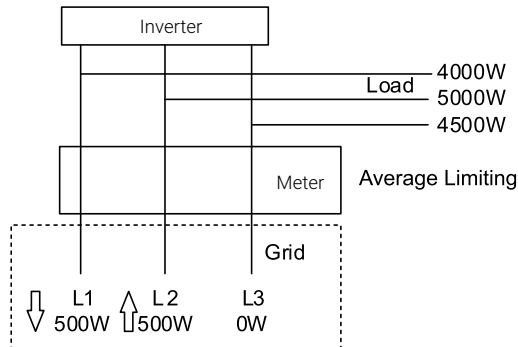 Inverter
4000W
Load
5000W
4500W
Meter
Average Limiting
Grid
L1 L2 L3
500W 500W 0W